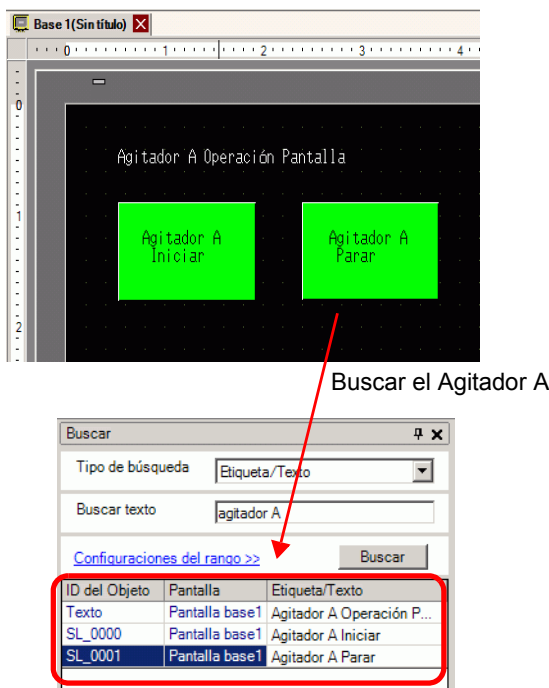 Base 1(Sin título)
0 1 2 3 4
0
1
2
Agitador A Operación Pantalla
Agitador A
Iniciar
Agitador A
Parar
Buscar el Agitador A
Buscar
Tipo de búsqueda Etiqueta/Texto
Buscar texto agitador A
Configuraciones del rango >> Buscar
ID del Objeto Pantalla Etiqueta/Texto
Texto Pantalla base1 Agitador A Operación P...
SL_0000 Pantalla base1 Agitador A Iniciar
SL_0001 Pantalla base1 Agitador A Parar